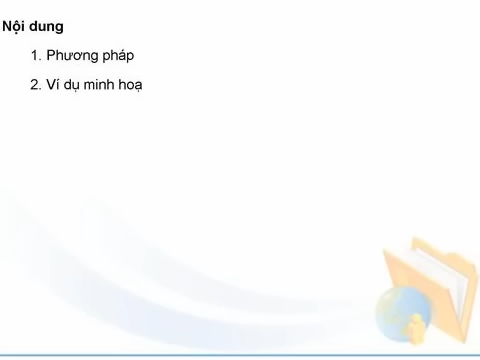 Nội dung
1. Phương pháp
2. Ví dụ minh hoạ